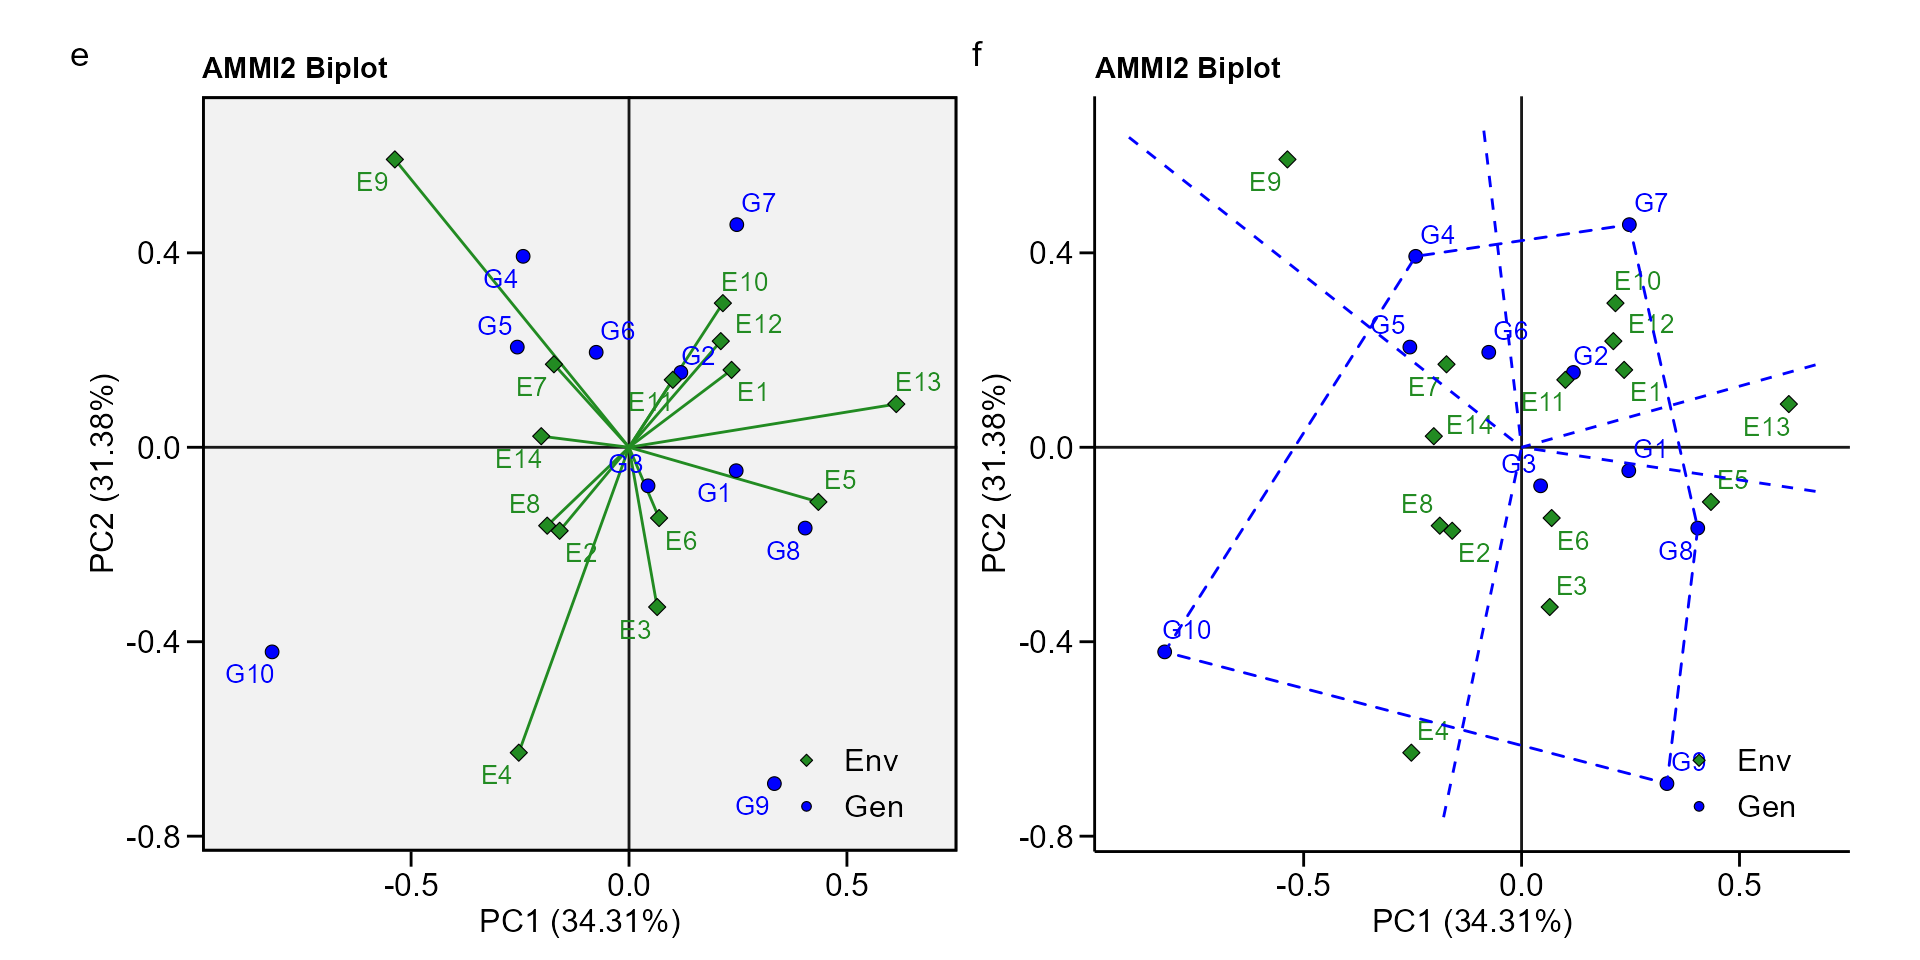 e
AMMI2 Biplot
E9
G7
G4
E10
G5
G6
E12
G2
E7
E11
E1
E13
E14
G3
E5
G1
E8
E2
E6
G8
E3
G10
E4
G9
Env
Gen
0.4
0.0
-0.4
-0.8
-0.5
0.0
0.5
PC1 (34.31%)
PC2 (31.38%)
f
AMMI2 Biplot
E9
G7
G4
E10
G5
G6
E12
G2
E7
E11
E1
E14
E13
G3
G1
E5
E8
E2
E6
G8
E3
G10
E4
G9
Env
Gen
0.4
0.0
-0.4
-0.8
-0.5
0.0
0.5
PC1 (34.31%)
PC2 (31.38%)